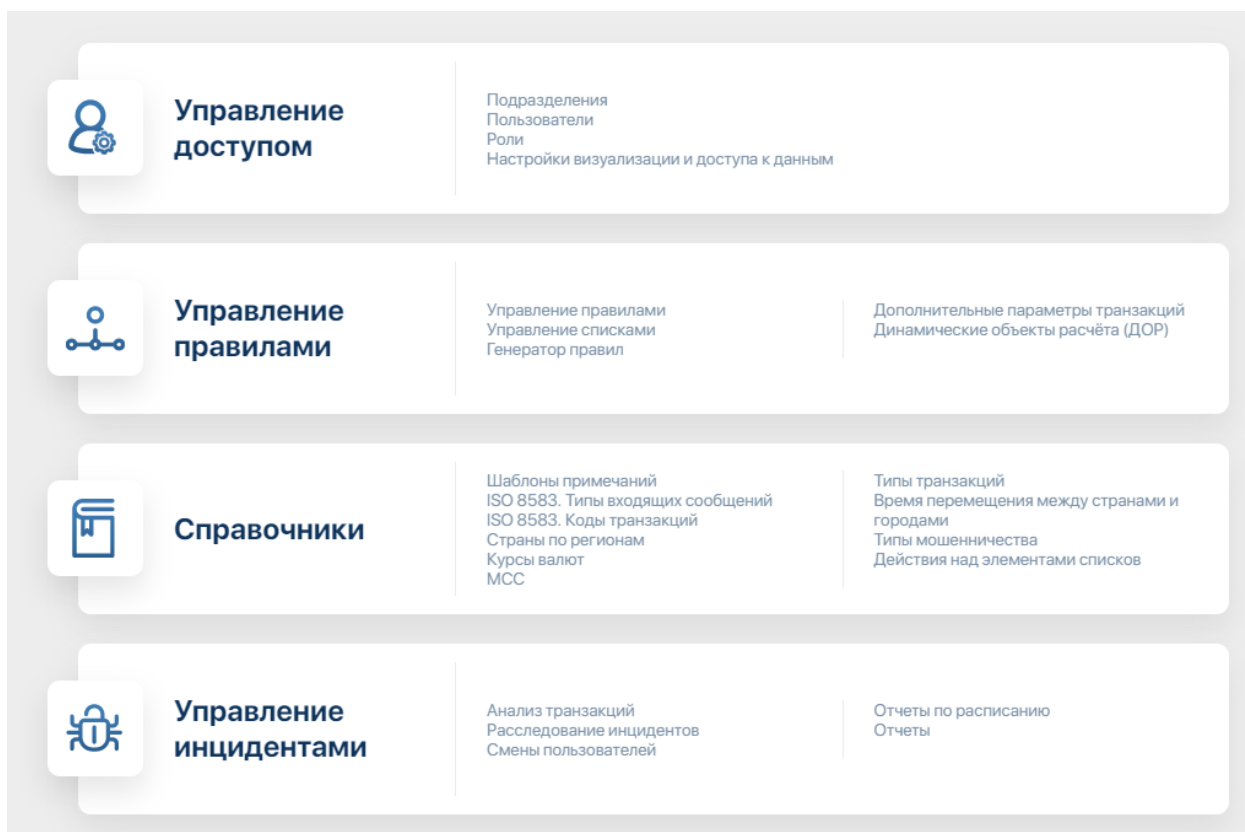 Управление
доступом
Подразделения
Пользователи
Роли
Настройки визуализации и доступа к данным
Управление
правилами
Управление правилами
Управление списками
Генератор правил
Дополнительные параметры транзакций
Динамические объекты расчёта (ДОР)
Справочники
Шаблоны примечаний
ISO 8583. Типы входящих сообщений
ISO 8583. Коды транзакций
Страны по регионам
Курсы валют
МСС
Типы транзакций
Время перемещения между странами и
городами
Типы мошенничества
Действия над элементами списков
Управление
инцидентами
Анализ транзакций
Расследование инцидентов
Смены пользователей
Отчеты по расписанию
Отчеты